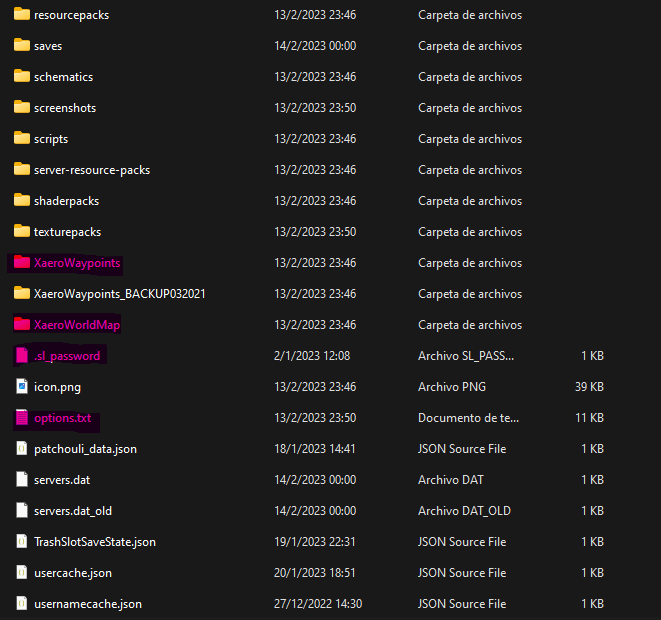 resourcepacks 13/2/2023 23:46 Carpeta de archivos
saves 14/2/2023 00:00 Carpeta de archivos
schematics 13/2/2023 23:46 Carpeta de archivos
screenshots 13/2/2023 23:50 Carpeta de archivos
scripts 13/2/2023 23:46 Carpeta de archivos
server-resource-packs 13/2/2023 23:46 Carpeta de archivos
shaderpacks 13/2/2023 23:46 Carpeta de archivos
texturepacks 13/2/2023 23:50 Carpeta de archivos
XaeroWaypoints 13/2/2023 23:46 Carpeta de archivos
XaeroWaypoints_BACKUP032021 13/2/2023 23:46 Carpeta de archivos
XaeroWorldMap 13/2/2023 23:46 Carpeta de archivos
.sl_password 2/1/2023 12:08 Archivo SL_PASS... 1 KB
icon.png 13/2/2023 23:46 Archivo PNG 39 KB
options.txt 13/2/2023 23:50 Documento de te... 11 KB
patchouli_data.json 18/1/2023 14:41 JSON Source File 1 KB
servers.dat 14/2/2023 00:00 Archivo DAT 1 KB
servers.dat_old 14/2/2023 00:00 Archivo DAT_OLD 1 KB
TrashSlotSaveState.json 19/1/2023 22:31 JSON Source File 1 KB
usercache.json 20/1/2023 18:51 JSON Source File 1 KB
usernamecache.json 27/12/2022 14:30 JSON Source File 1 KB